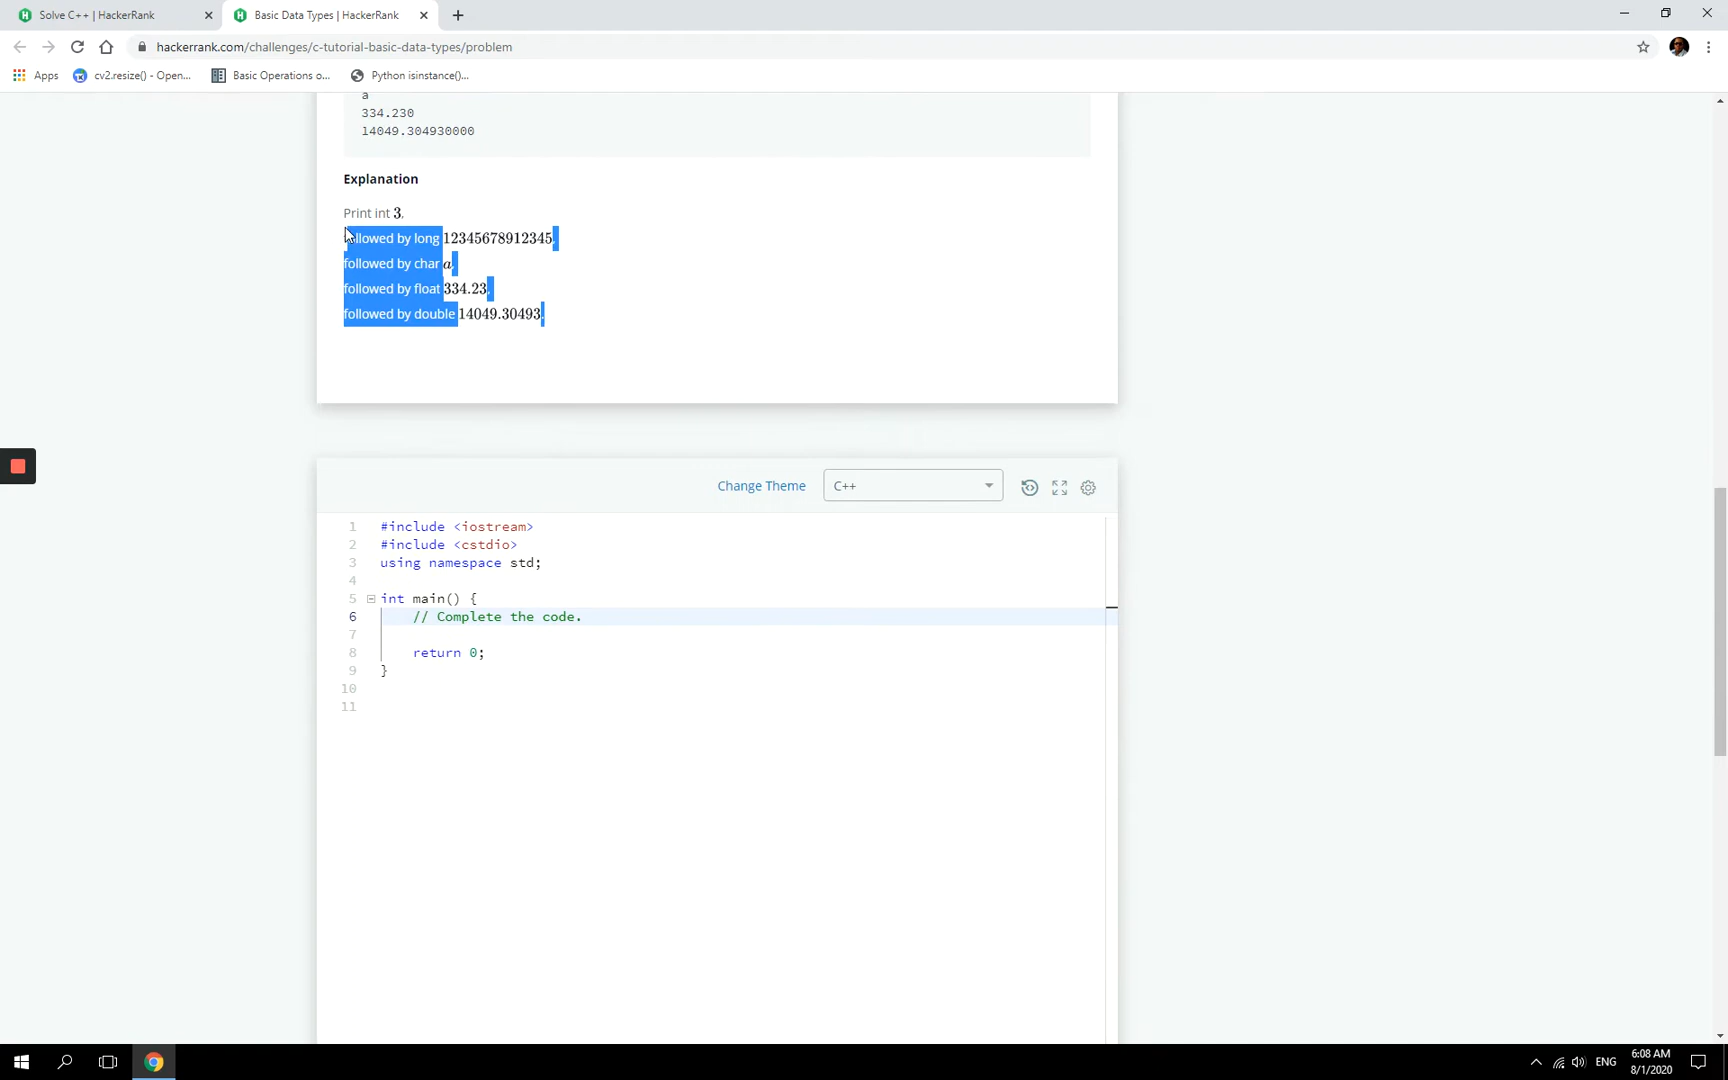 Solve C++ | HackerRank
Basic Data Types | HackerRank
hackerrank.com/challenges/c-tutorial-basic-data-types/problem
Apps
cv2.resize() - Open...
Basic Operations o...
Python isinstance()...
a
334.230
14049.304930000
Explanation
Print int 3,
followed by long 12345678912345,
followed by char a,
followed by float 334.23,
followed by double 14049.30493.
Change Theme
C++
1 #include <iostream>
2 #include <cstdio>
3 using namespace std;
4
5 int main() {
6 // Complete the code.
7
8 return 0;
9 }
10
11
ENG
6:08 AM
8/1/2020